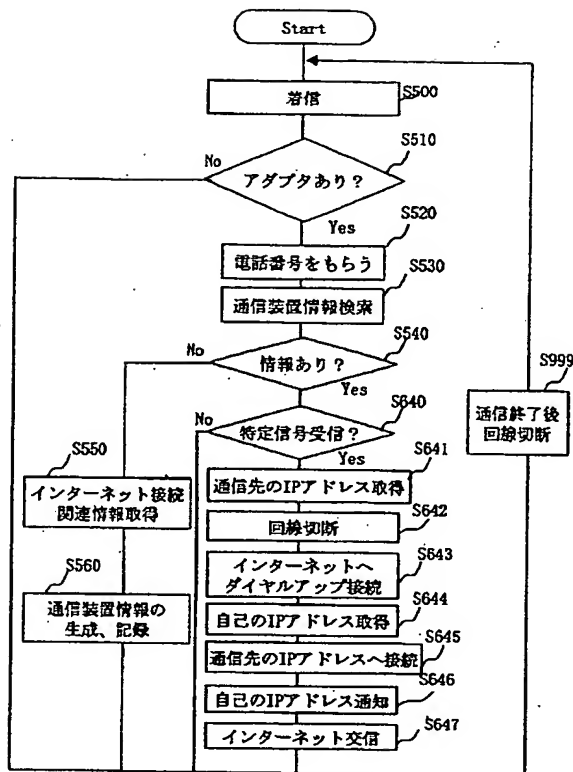 Start
着信
S500
S510
No
アダプタあり？
Yes
S520
電話番号をもらう
S530
通信装置情報検索
S540
No
情報あり？
Yes
S999
通信終了後
回線切断
S640
No
特定信号受信？
Yes
S550
インターネット接続
関連情報取得
S641
通信先のIPアドレス取得
S642
回線切断
S643
インターネットへ
ダイヤルアップ接続
S560
通信装置情報の
生成、記録
S644
自己のIPアドレス取得
S645
通信先のIPアドレスへ接続
S646
自己のIPアドレス通知
S647
インターネット交信